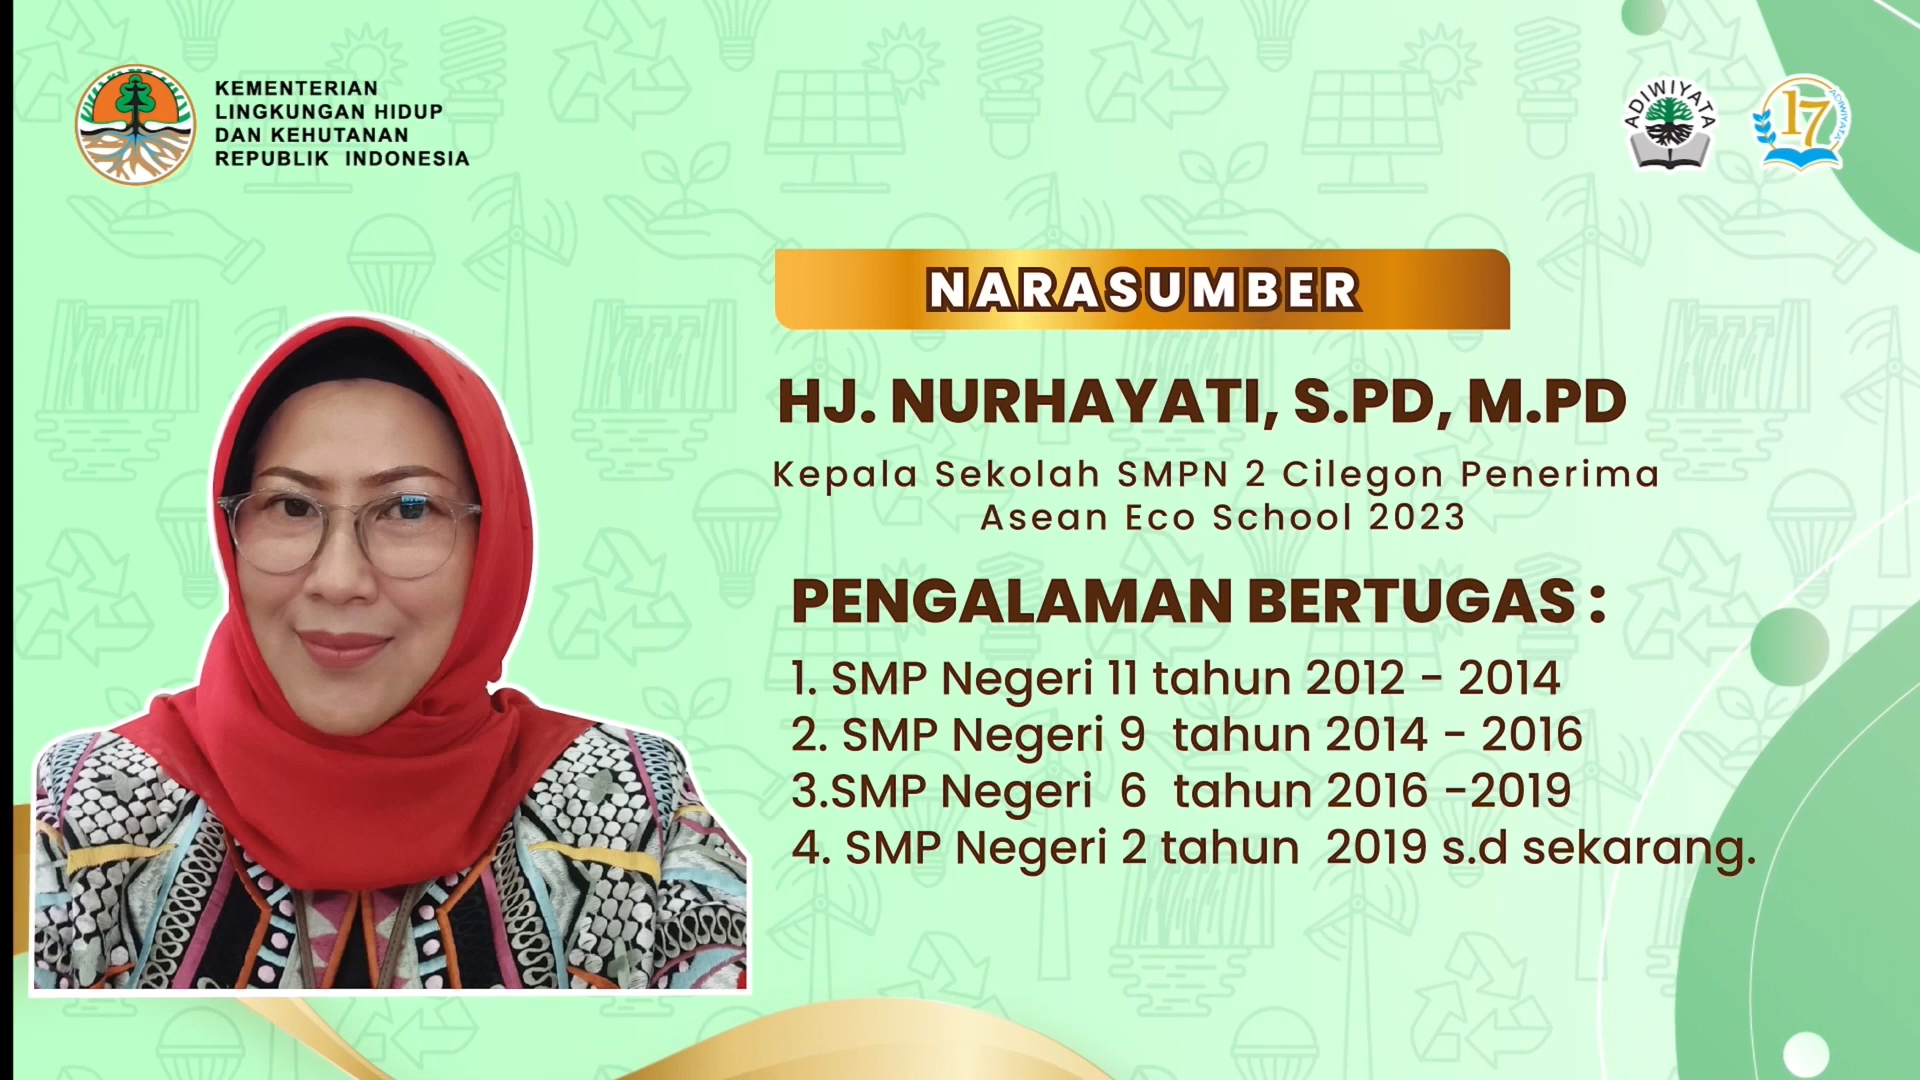 KEMENTERIAN
LINGKUNGAN HIDUP
DAN KEHUTANAN
REPUBLIK INDONESIA
ADIWIYATA
17
ADIWIYATA
NARASUMBER
HJ. NURHAYATI, S.PD, M.PD
Kepala Sekolah SMPN 2 Cilegon Penerima
Asean Eco School 2023
PENGALAMAN BERTUGAS :
1. SMP Negeri 11 tahun 2012 - 2014
2. SMP Negeri 9 tahun 2014 - 2016
3.SMP Negeri 6 tahun 2016 -2019
4. SMP Negeri 2 tahun 2019 s.d sekarang.